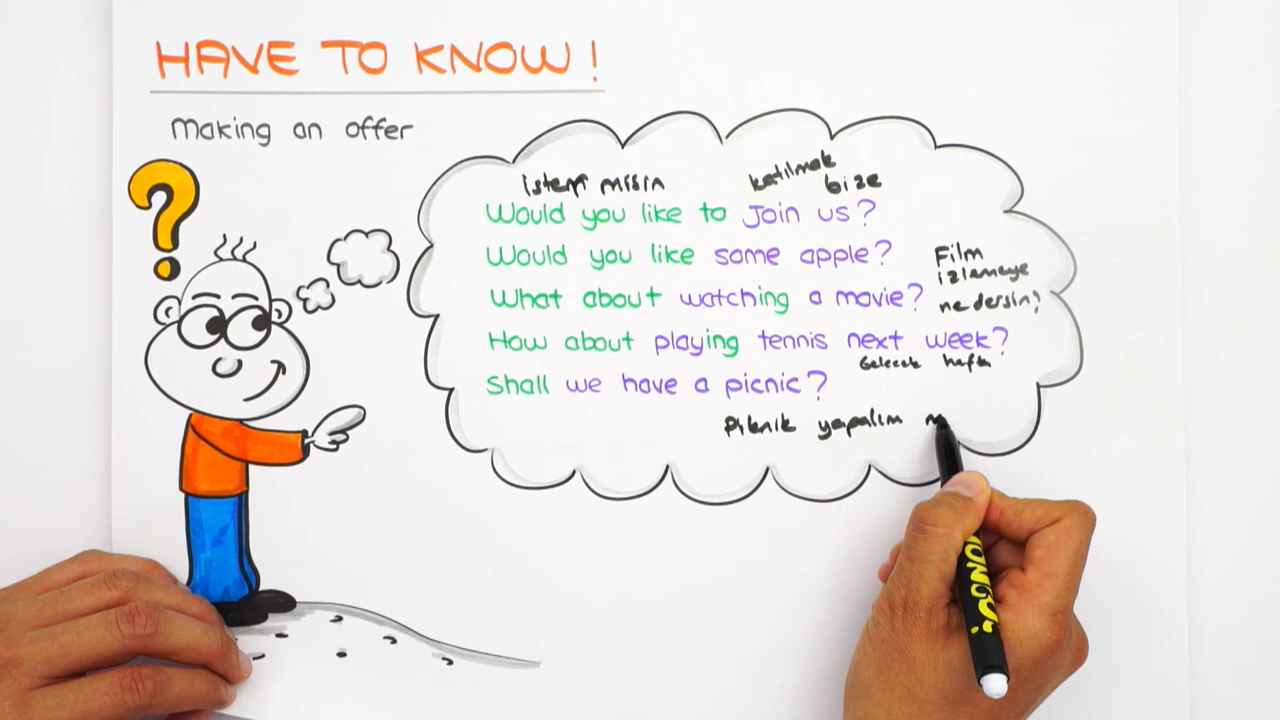 HAVE TO KNOW!
Making an offer
?
ister misin katılmak
bize
Would you like to Join us?
Would you like some apple?
Film
izlemeye
What about watching a movie?
ne dersin?
How about playing tennis next week?
Gelecek hafta
Shall we have a picnic?
Piknik yapalım m